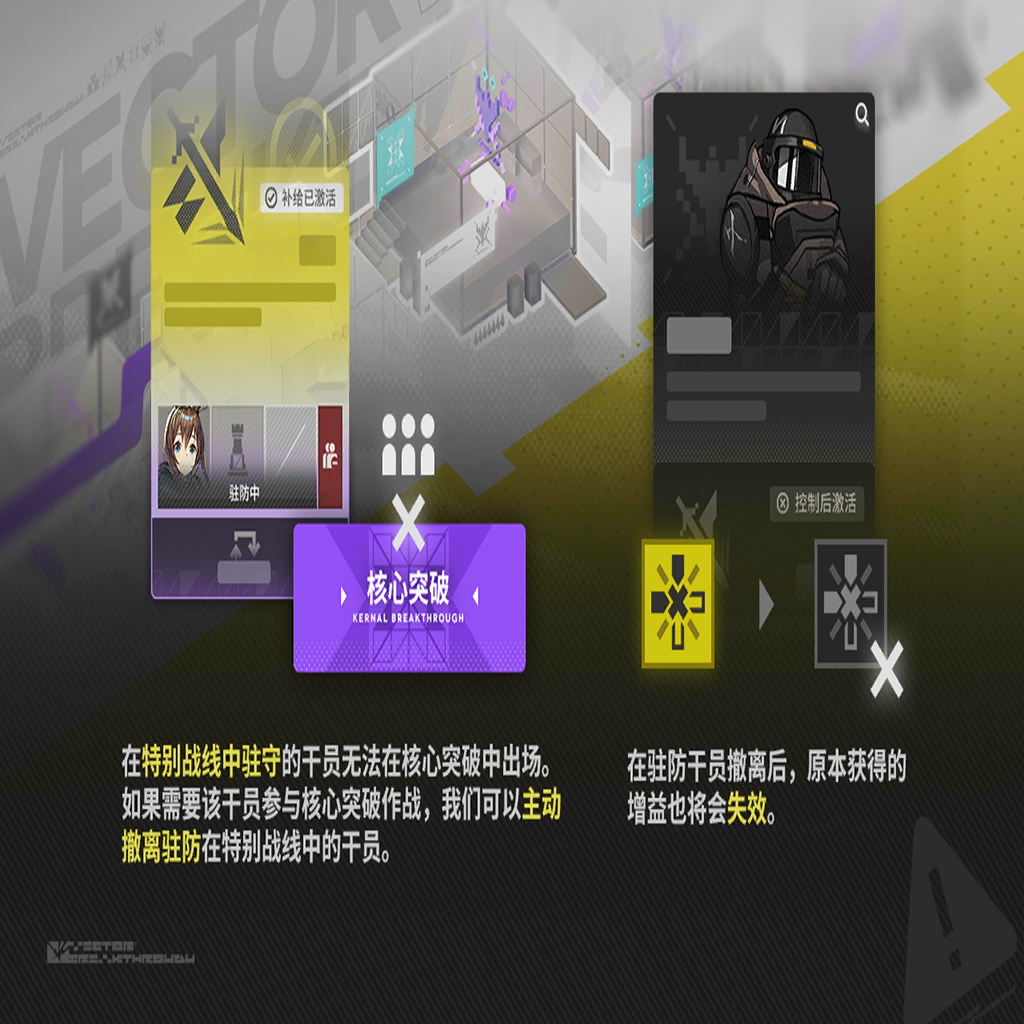 VECTOR
补给已激活
驻防中
控制后激活
核心突破
KERNAL BREAKTHROUGH
在特别战线中驻守的干员无法在核心突破中出场。
如果需要该干员参与核心突破作战，我们可以主动
撤离驻防在特别战线中的干员。
在驻防干员撤离后，原本获得的
增益也将会失效。
VECTOR
BREAKTHROUGH